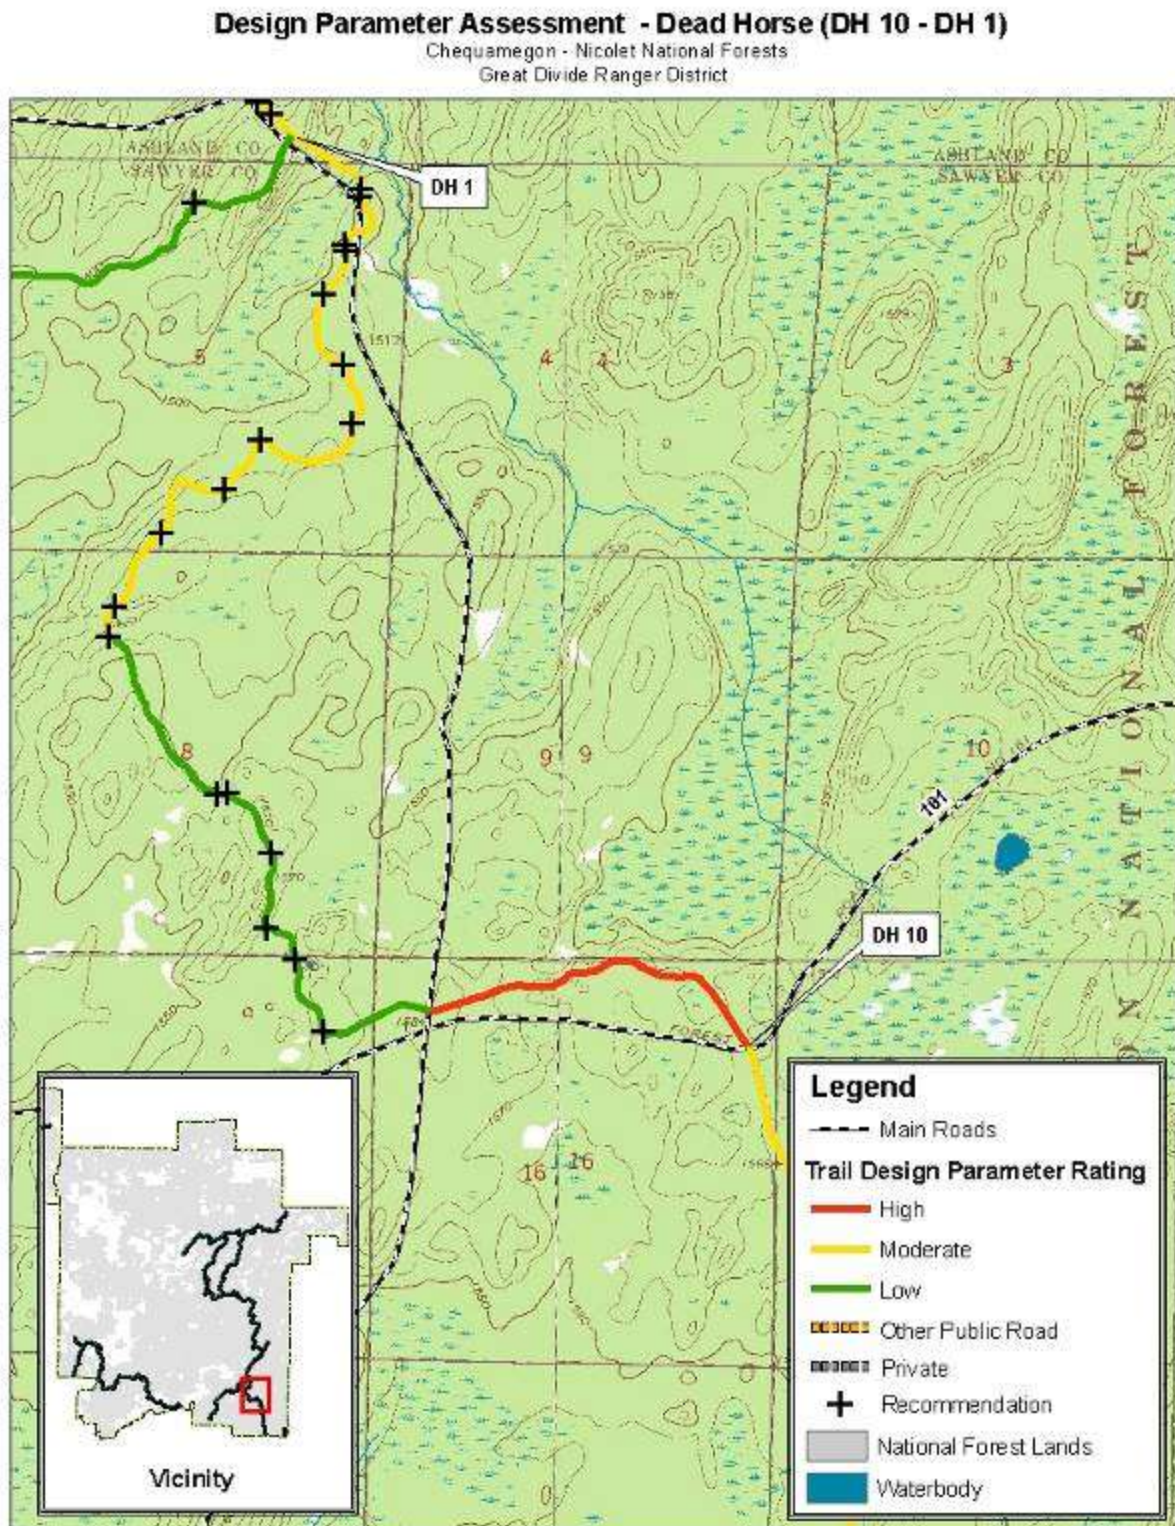 Design Parameter Assessment - Dead Horse (DH 10 - DH 1)
Chequamegon - Nicolet National Forests
Great Divide Ranger District
ASHLAND CO
SAWYER CO
ASHLAND CO
SAWYER CO
DH 1
1512
5
4
4
3
1500
8
9
9
10
101
DH 10
16
16
NATIONAL FOREST
Vicinity
Legend
Main Roads
Trail Design Parameter Rating
High
Moderate
Low
Other Public Road
Private
Recommendation
National Forest Lands
Waterbody